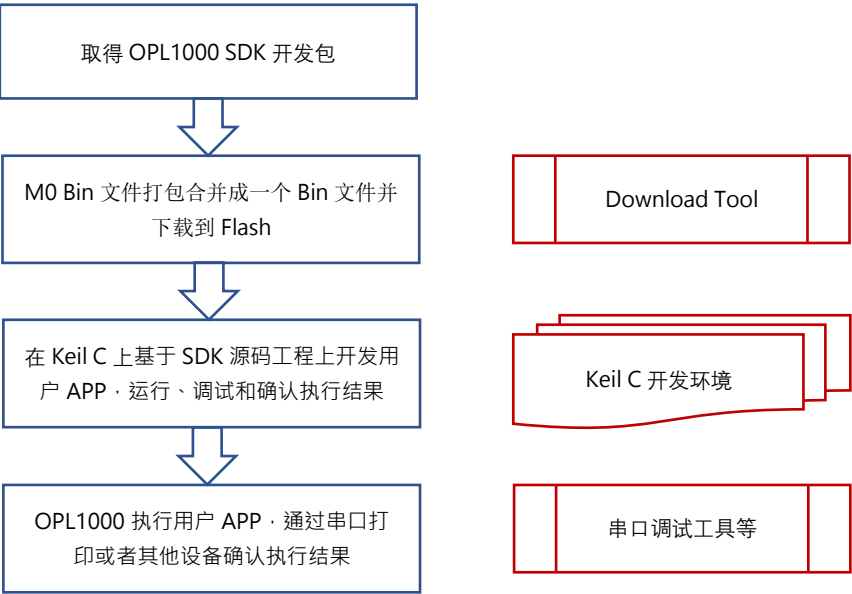 取得 OPL1000 SDK 开发包
M0 Bin 文件打包合并成一个 Bin 文件并
下载到 Flash
Download Tool
在 Keil C 上基于 SDK 源码工程上开发用
户 APP，运行、调试和确认执行结果
Keil C 开发环境
OPL1000 执行用户 APP，通过串口打
印或者其他设备确认执行结果
串口调试工具等